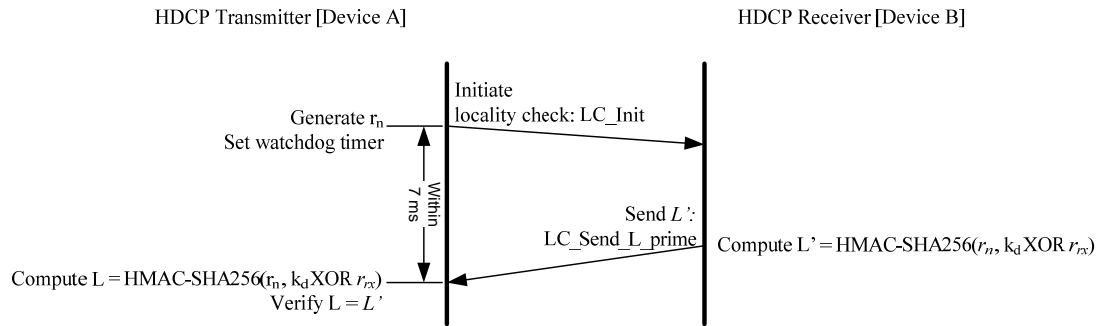 HDCP Transmitter [Device A]
HDCP Receiver [Device B]
Initiate
locality check: LC_Init
Generate rn
Set watchdog timer
Within
7 ms
Send L’:
LC_Send_L_prime
Compute L’ = HMAC-SHA256(rn, kd XOR rrx)
Compute L = HMAC-SHA256(rn, kd XOR rrx)
Verify L = L’